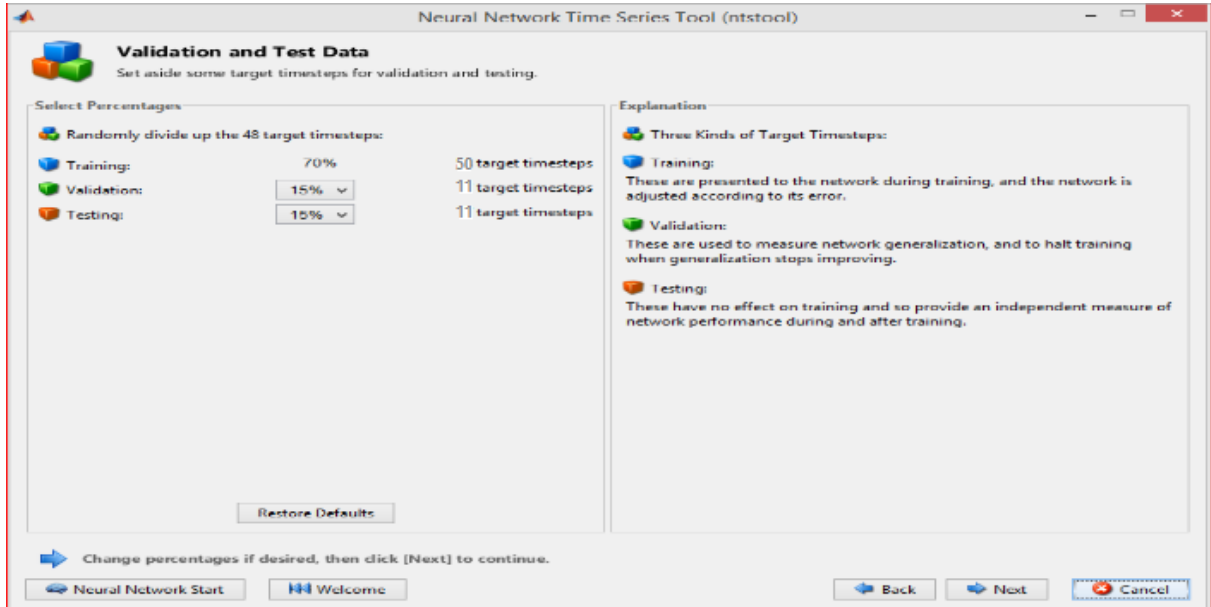 Neural Network Time Series Tool (ntstool)
Validation and Test Data
Set aside some target timesteps for validation and testing.
Select Percentages
Randomly divide up the 48 target timesteps:
Training: 70% 50 target timesteps
Validation: 15% 11 target timesteps
Testing: 15% 11 target timesteps
Restore Defaults
Explanation
Three Kinds of Target Timesteps:
Training:
These are presented to the network during training, and the network is
adjusted according to its error.
Validation:
These are used to measure network generalization, and to halt training
when generalization stops improving.
Testing:
These have no effect on training and so provide an independent measure of
network performance during and after training.
Change percentages if desired, then click [Next] to continue.
Neural Network Start Welcome Back Next Cancel